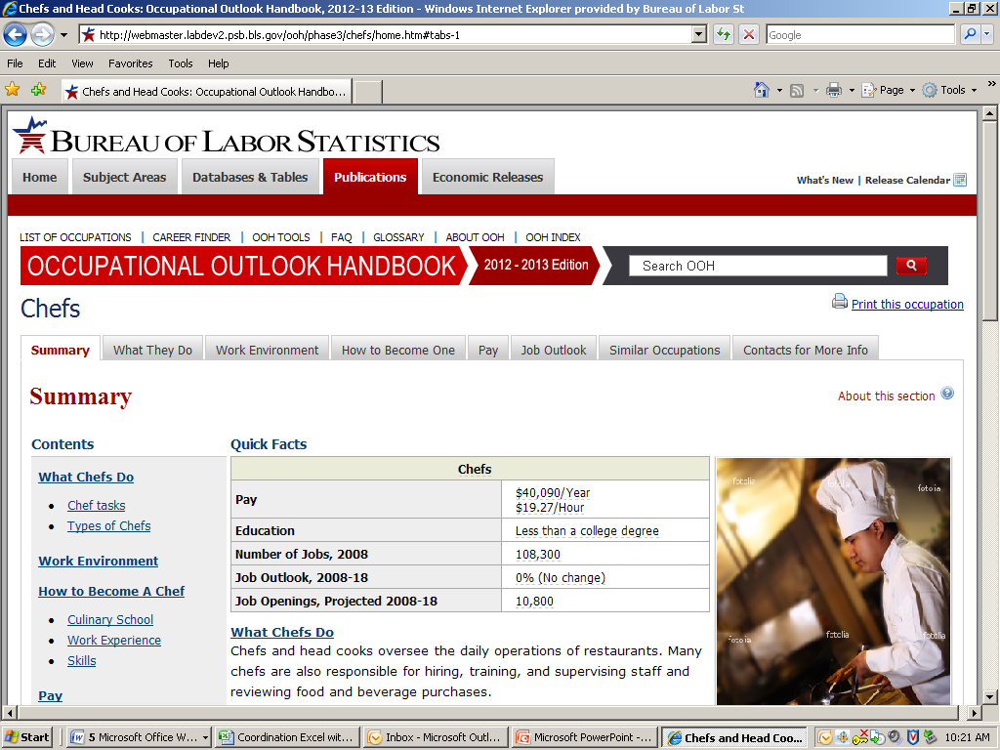 Chefs and Head Cooks: Occupational Outlook Handbook, 2012-13 Edition - Windows Internet Explorer provided by Bureau of Labor St
http://webmaster.labdev2.psb.bls.gov/ooh/phase3/chefs/home.htm#tabs-1
Google
File Edit View Favorites Tools Help
Chefs and Head Cooks: Occupational Outlook Handbo...
Page Tools
BUREAU OF LABOR STATISTICS
Home Subject Areas Databases & Tables Publications Economic Releases
What's New | Release Calendar
LIST OF OCCUPATIONS | CAREER FINDER | OOH TOOLS | FAQ | GLOSSARY | ABOUT OOH | OOH INDEX
OCCUPATIONAL OUTLOOK HANDBOOK 2012 - 2013 Edition Search OOH
Chefs
Print this occupation
Summary What They Do Work Environment How to Become One Pay Job Outlook Similar Occupations Contacts for More Info
Summary
About this section
Contents
What Chefs Do
• Chef tasks
• Types of Chefs
Work Environment
How to Become A Chef
• Culinary School
• Work Experience
• Skills
Pay
Quick Facts
Chefs
Pay $40,090/Year
$19.27/Hour
Education Less than a college degree
Number of Jobs, 2008 108,300
Job Outlook, 2008-18 0% (No change)
Job Openings, Projected 2008-18 10,800
What Chefs Do
Chefs and head cooks oversee the daily operations of restaurants. Many
chefs are also responsible for hiring, training, and supervising staff and
reviewing food and beverage purchases.
fotolia fotolia fotolia
fotolia fotolia fotolia
Start 5 Microsoft Office W... Coordination Excel wit... Inbox - Microsoft Outl... Microsoft PowerPoint - ... Chefs and Head Coo... 10:21 AM